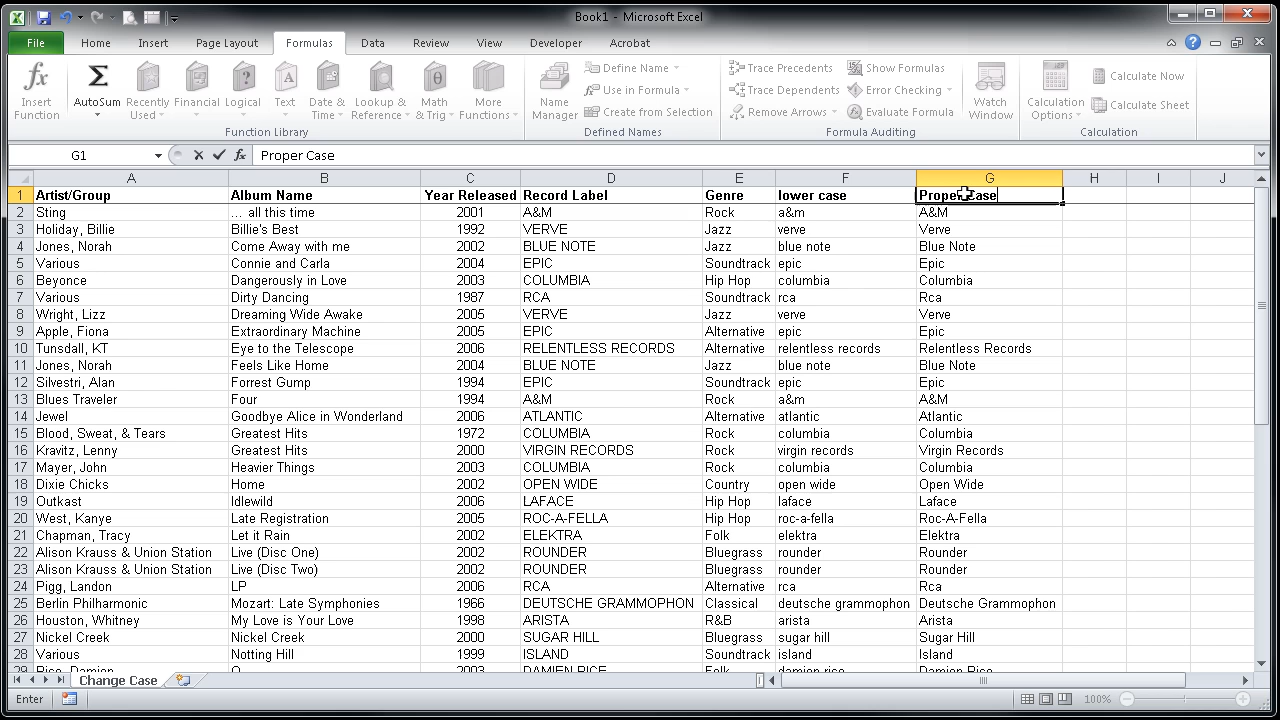 Book1 - Microsoft Excel
File Home Insert Page Layout Formulas Data Review View Developer Acrobat
Insert Function AutoSum Recently Used Financial Logical Text Date & Time Lookup & Reference Math & Trig More Functions
Function Library
Name Manager Define Name Use in Formula Create from Selection
Defined Names
Trace Precedents Trace Dependents Remove Arrows Show Formulas Error Checking Evaluate Formula Watch Window
Formula Auditing
Calculation Options Calculate Now Calculate Sheet
Calculation
G1 fx Proper Case
A B C D E F G H I J
1 Artist/Group Album Name Year Released Record Label Genre lower case Proper Case
2 Sting ... all this time 2001 A&M Rock a&m A&M
3 Holiday, Billie Billie's Best 1992 VERVE Jazz verve Verve
4 Jones, Norah Come Away with me 2002 BLUE NOTE Jazz blue note Blue Note
5 Various Connie and Carla 2004 EPIC Soundtrack epic Epic
6 Beyonce Dangerously in Love 2003 COLUMBIA Hip Hop columbia Columbia
7 Various Dirty Dancing 1987 RCA Soundtrack rca Rca
8 Wright, Lizz Dreaming Wide Awake 2005 VERVE Jazz verve Verve
9 Apple, Fiona Extraordinary Machine 2005 EPIC Alternative epic Epic
10 Tunsdall, KT Eye to the Telescope 2006 RELENTLESS RECORDS Alternative relentless records Relentless Records
11 Jones, Norah Feels Like Home 2004 BLUE NOTE Jazz blue note Blue Note
12 Silvestri, Alan Forrest Gump 1994 EPIC Soundtrack epic Epic
13 Blues Traveler Four 1994 A&M Rock a&m A&M
14 Jewel Goodbye Alice in Wonderland 2006 ATLANTIC Alternative atlantic Atlantic
15 Blood, Sweat, & Tears Greatest Hits 1972 COLUMBIA Rock columbia Columbia
16 Kravitz, Lenny Greatest Hits 2000 VIRGIN RECORDS Rock virgin records Virgin Records
17 Mayer, John Heavier Things 2003 COLUMBIA Rock columbia Columbia
18 Dixie Chicks Home 2002 OPEN WIDE Country open wide Open Wide
19 Outkast Idlewild 2006 LAFACE Hip Hop laface Laface
20 West, Kanye Late Registration 2005 ROC-A-FELLA Hip Hop roc-a-fella Roc-A-Fella
21 Chapman, Tracy Let it Rain 2002 ELEKTRA Folk elektra Elektra
22 Alison Krauss & Union Station Live (Disc One) 2002 ROUNDER Bluegrass rounder Rounder
23 Alison Krauss & Union Station Live (Disc Two) 2002 ROUNDER Bluegrass rounder Rounder
24 Pigg, Landon LP 2006 RCA Alternative rca Rca
25 Berlin Philharmonic Mozart: Late Symphonies 1966 DEUTSCHE GRAMMOPHON Classical deutsche grammophon Deutsche Grammophon
26 Houston, Whitney My Love is Your Love 1998 ARISTA R&B arista Arista
27 Nickel Creek Nickel Creek 2000 SUGAR HILL Bluegrass sugar hill Sugar Hill
28 Various Notting Hill 1999 ISLAND Soundtrack island Island
29 Rice, Damien O 2003 DAMIEN RICE Folk damien rice Damien Rice
Change Case
Enter 100%